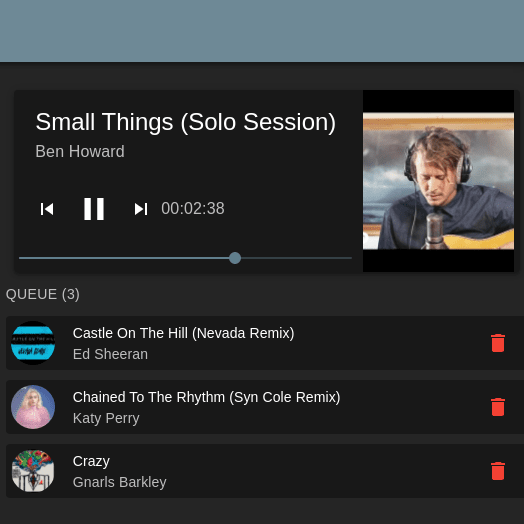 Small Things (Solo Session)
Ben Howard
00:02:38
QUEUE (3)
Castle On The Hill (Nevada Remix)
Ed Sheeran
Chained To The Rhythm (Syn Cole Remix)
Katy Perry
Crazy
Gnarls Barkley